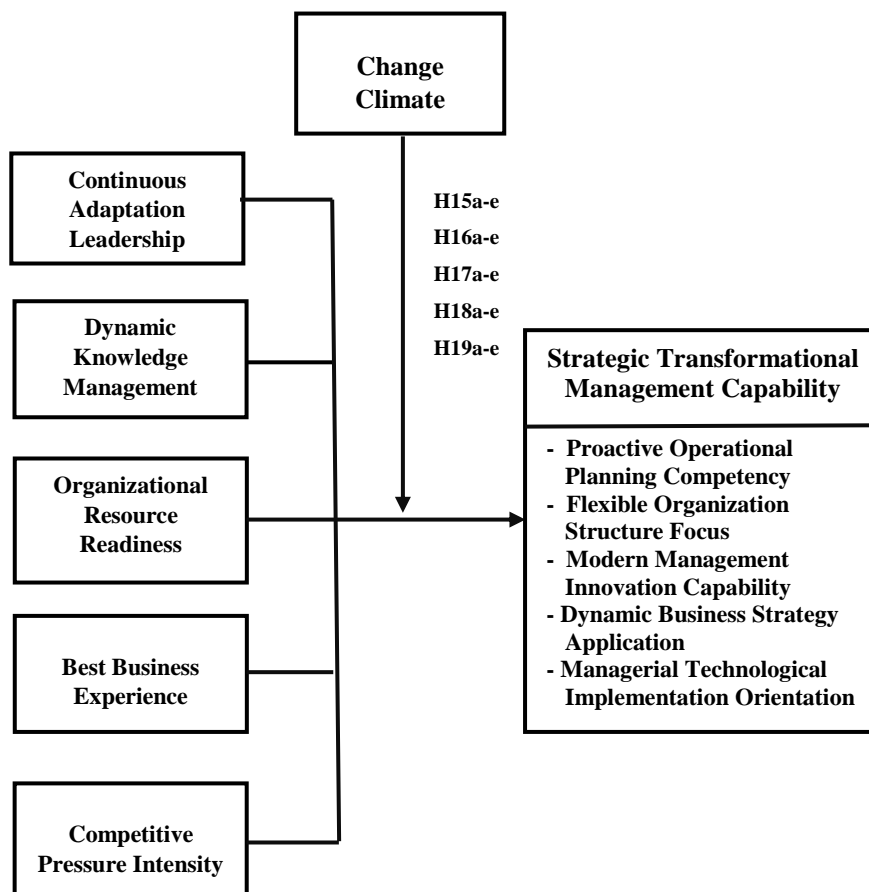 Change
Climate
Continuous
Adaptation
Leadership
H15a-e
H16a-e
H17a-e
H18a-e
H19a-e
Dynamic
Knowledge
Management
Organizational
Resource
Readiness
Best Business
Experience
Competitive
Pressure Intensity
Strategic Transformational
Management Capability
- Proactive Operational
Planning Competency
- Flexible Organization
Structure Focus
- Modern Management
Innovation Capability
- Dynamic Business Strategy
Application
- Managerial Technological
Implementation Orientation